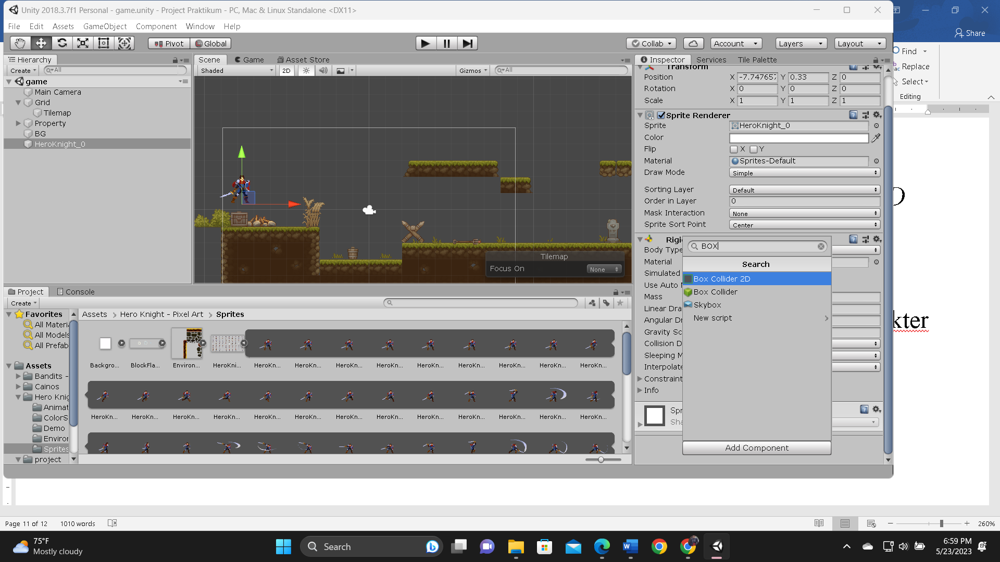 Unity 2018.3.7f1 Personal - game.unity - Project Praktikum - PC, Mac & Linux Standalone <DX11>
File Edit Assets GameObject Component Window Help
Share
Pivot Global
Collab Account Layers Layout
Find
Replace
Select
Editing
Hierarchy
Create All
game
Main Camera
Grid
Tilemap
Property
BG
HeroKnight_0
Scene Game Asset Store
Shaded 2D Gizmos All
Tilemap
Focus On None
Inspector Services Tile Palette
Transform
Position X -7.747657 Y 0.33 Z 0
Rotation X 0 Y 0 Z 0
Scale X 1 Y 1 Z 1
Sprite Renderer
Sprite HeroKnight_0
Color
Flip X Y
Material Sprites-Default
Draw Mode Simple
Sorting Layer Default
Order in Layer 0
Mask Interaction None
Sprite Sort Point Center
Rigi
Body Type
Material
Simulated
Use Auto M
Mass
Linear Dra
Angular Dr
Gravity Sc
Collision D
Sleeping M
Interpolate
Constraint
Info
Spr
Sha
BOX
Search
Box Collider 2D
Box Collider
Skybox
New script
Add Component
kter
Project Console
Create
Favorites
All Materi
All Models
All Prefab
Assets
Bandits -
Cainos
Hero Knig
Animat
ColorS
Demo
Enviror
Sprites
project
Assets Hero Knight - Pixel Art Sprites
Backgro... BlockFla... Environ... HeroKni... HeroKn... HeroKn... HeroKn... HeroKn... HeroKn... HeroKn... HeroKn... HeroKn... HeroKn...
HeroKn... HeroKn... HeroKn... HeroKn... HeroKn... HeroKn... HeroKn... HeroKn... HeroKn... HeroKn... HeroKn... HeroKn... HeroKn...
Page 11 of 12 1010 words
260%
75°F
Mostly cloudy
Search
6:59 PM
5/23/2023